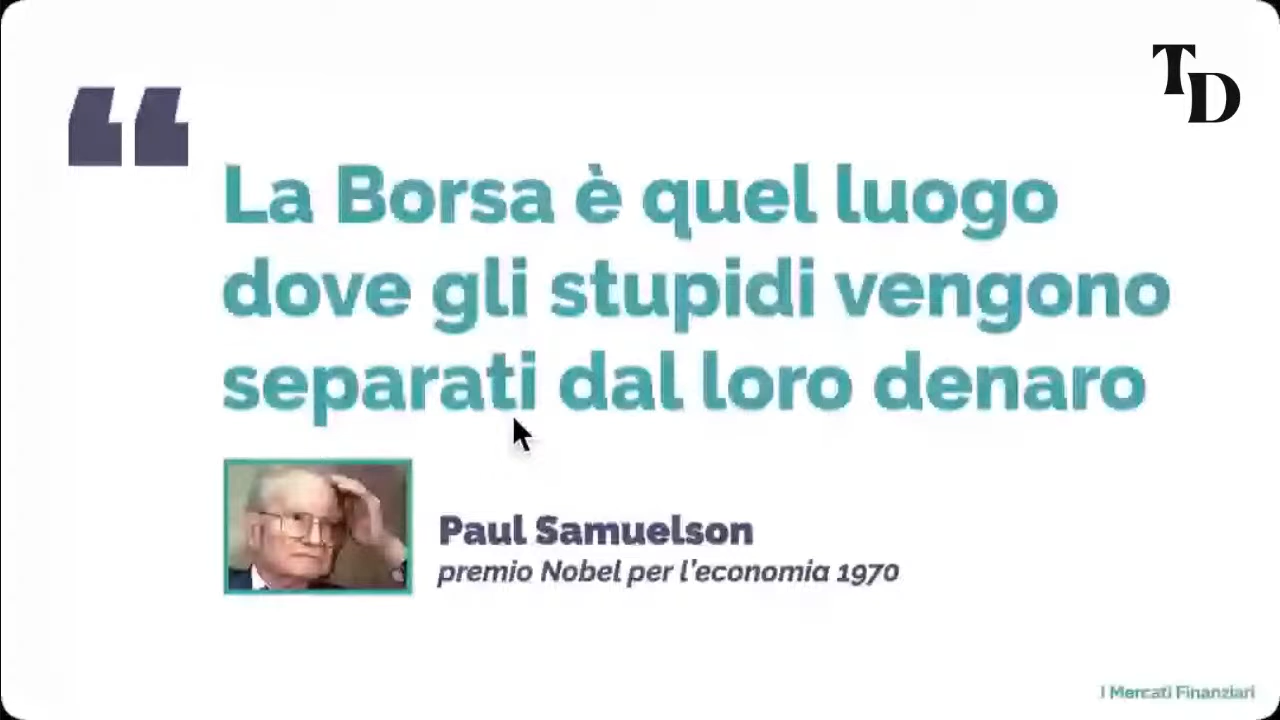 TD
“
La Borsa è quel luogo
dove gli stupidi vengono
separati dal loro denaro
Paul Samuelson
premio Nobel per l'economia 1970
I Mercati Finanziari